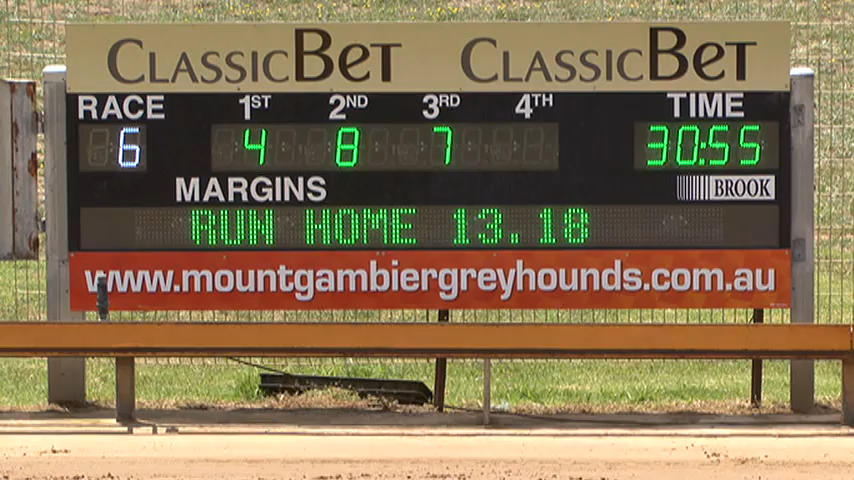 CLASSICBET CLASSICBET
RACE 1ST 2ND 3RD 4TH TIME
6 4 8 7 30:55
MARGINS BROOK
RUN HOME 13.18
www.mountgambiergreyhounds.com.au